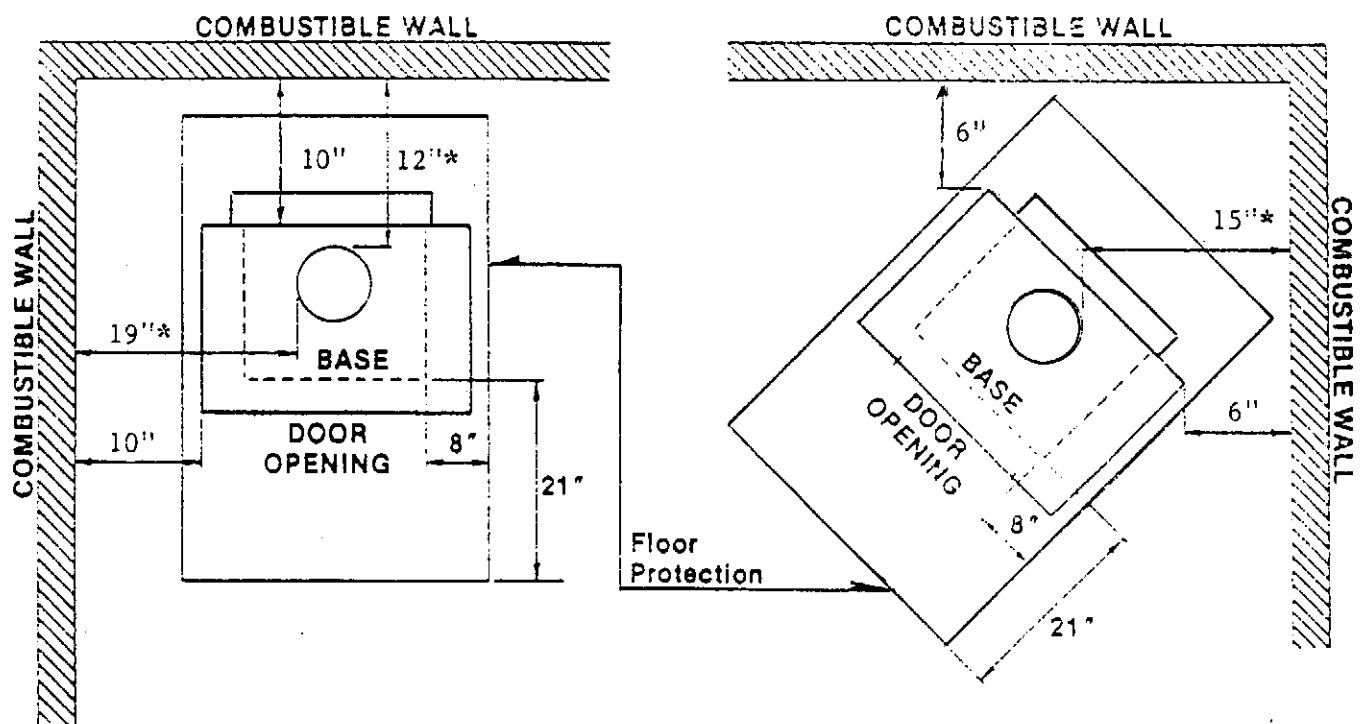 COMBUSTIBLE WALL
COMBUSTIBLE WALL
10"
12"*
COMBUSTIBLE WALL
19"*
BASE
DOOR
OPENING
10"
8"
21"
Floor
Protection
6"
15"*
COMBUSTIBLE WALL
BASE
DOOR
OPENING
6"
8"
21"